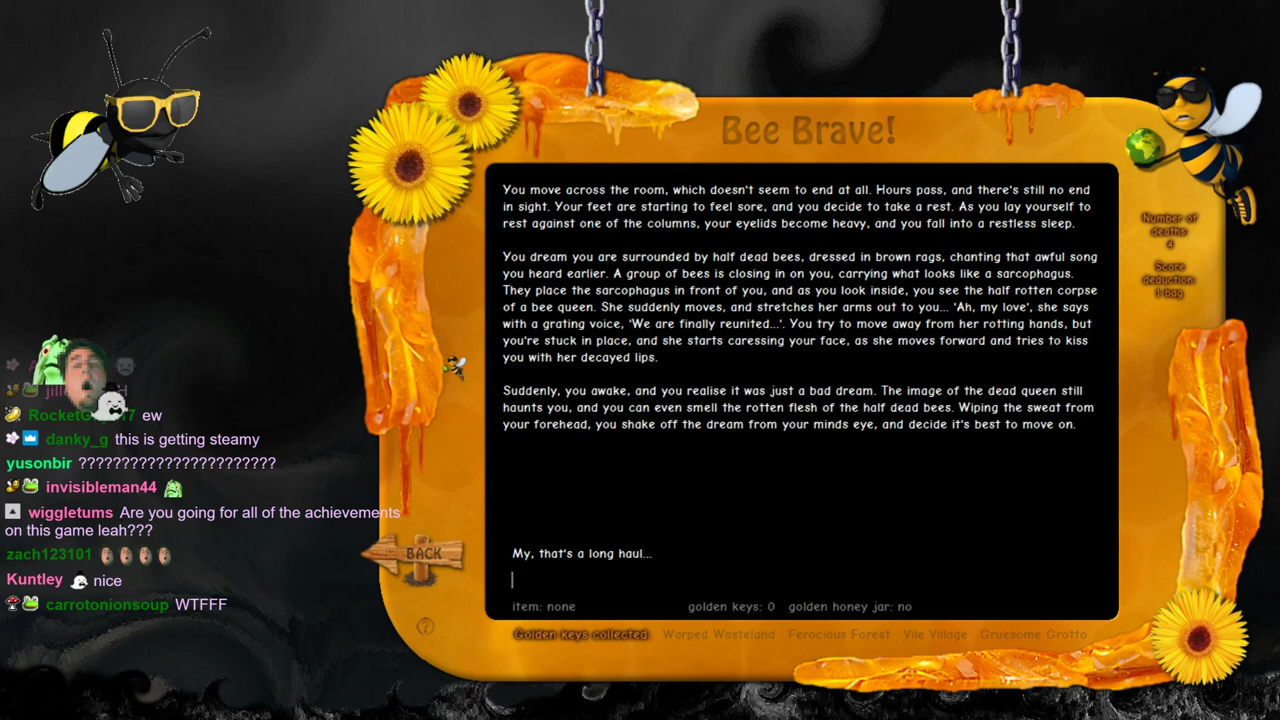 Bee Brave!
You move across the room, which doesn't seem to end at all. Hours pass, and there's still no end
in sight. Your feet are starting to feel sore, and you decide to take a rest. As you lay yourself to
rest against one of the columns, your eyelids become heavy, and you fall into a restless sleep.
You dream you are surrounded by half dead bees, dressed in brown rags, chanting that awful song
you heard earlier. A group of bees is closing in on you, carrying what looks like a sarcophagus.
They place the sarcophagus in front of you, and as you look inside, you see the half rotten corpse
of a bee queen. She suddenly moves, and stretches her arms out to you... 'Ah, my love', she says
with a grating voice, 'We are finally reunited...'. You try to move away from her rotting hands, but
you're stuck in place, and she starts caressing your face, as she moves forward and tries to kiss
you with her decayed lips.
Suddenly, you awake, and you realise it was just a bad dream. The image of the dead queen still
haunts you, and you can even smell the rotten flesh of the half dead bees. Wiping the sweat from
your forehead, you shake off the dream from your minds eye, and decide it's best to move on.
My, that's a long haul...
item: none golden keys: 0 golden honey jar: no
Golden keys collected Warped Wasteland Ferocious Forest Vile Village Gruesome Grotto
BACK
?
Number of
deaths:
4
Score
deduction:
1 bag
ew
danky_g this is getting steamy
yusonbir ???????????????????????
invisibleman44
wiggletums Are you going for all of the achievements
on this game leah???
zach123101
Kuntley nice
carrotonionsoup WTFFF